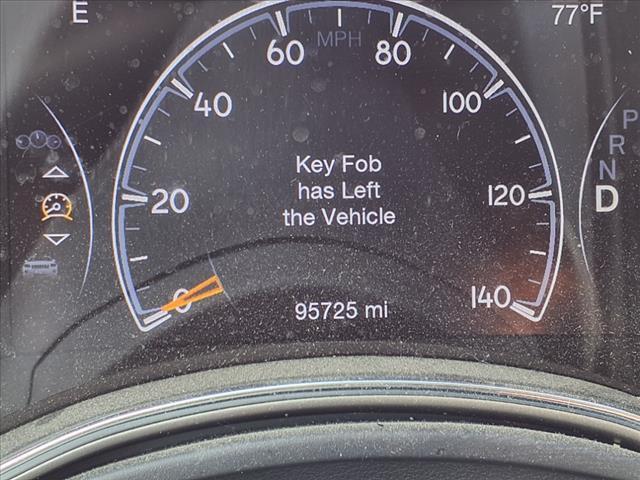 E
77°F
MPH
60
80
40
100
P
R
N
D
Key Fob
has Left
the Vehicle
20
120
0
95725 mi
140